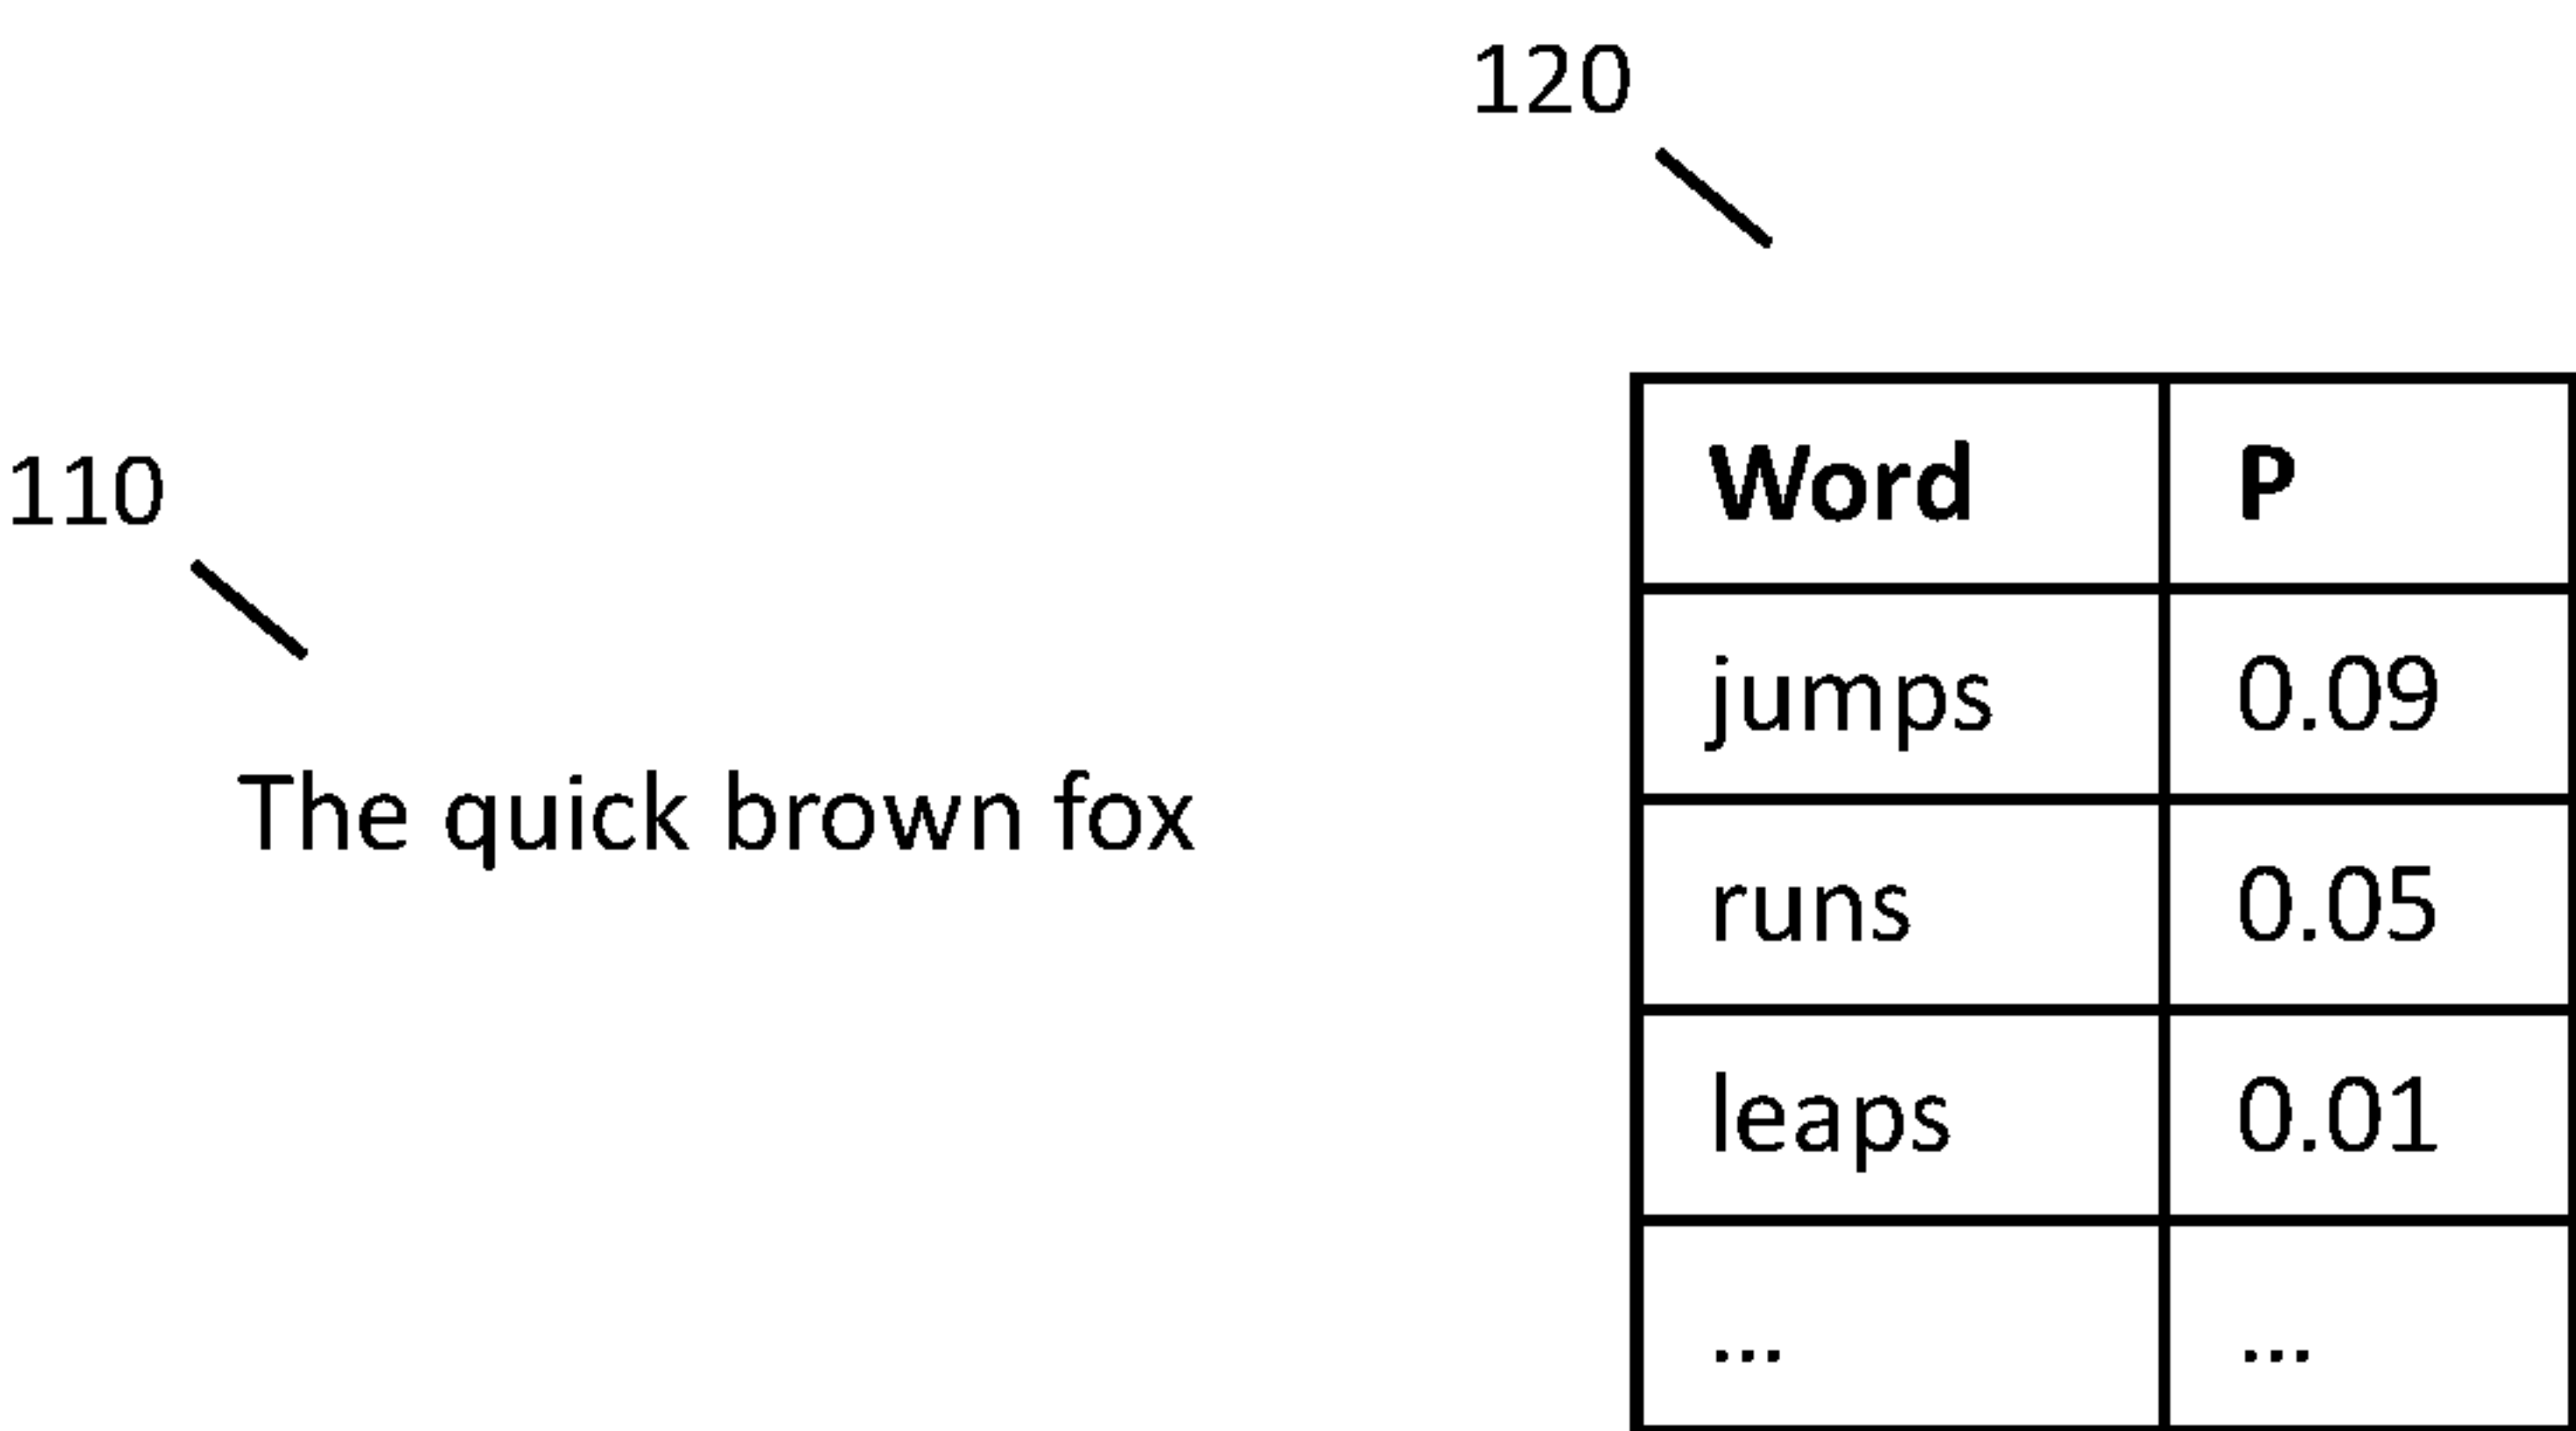 120
110
The quick brown fox
Word P
jumps 0.09
runs 0.05
leaps 0.01
... ...